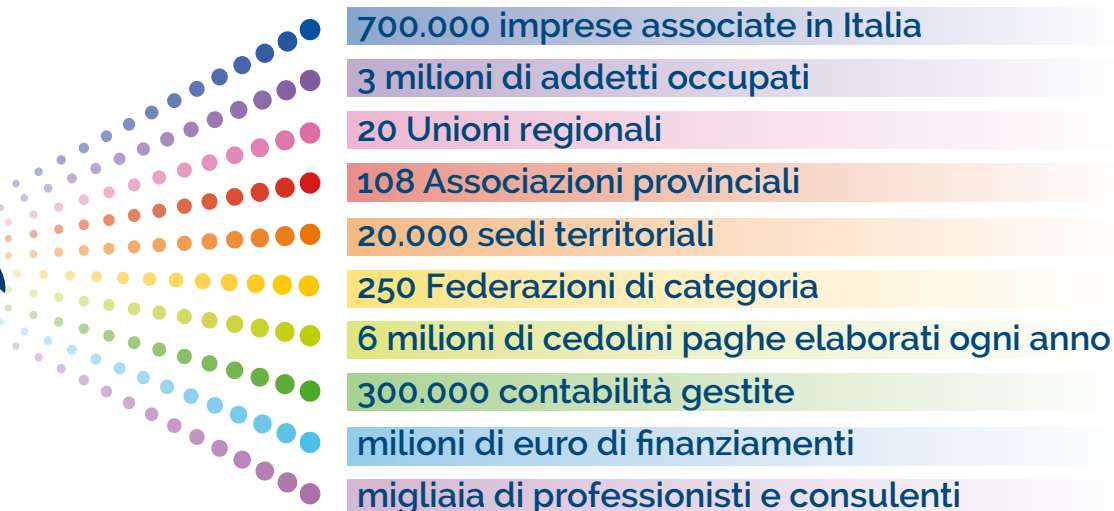 700.000 imprese associate in Italia
3 milioni di addetti occupati
20 Unioni regionali
108 Associazioni provinciali
20.000 sedi territoriali
250 Federazioni di categoria
6 milioni di cedolini paghe elaborati ogni anno
300.000 contabilità gestite
milioni di euro di finanziamenti
migliaia di professionisti e consulenti